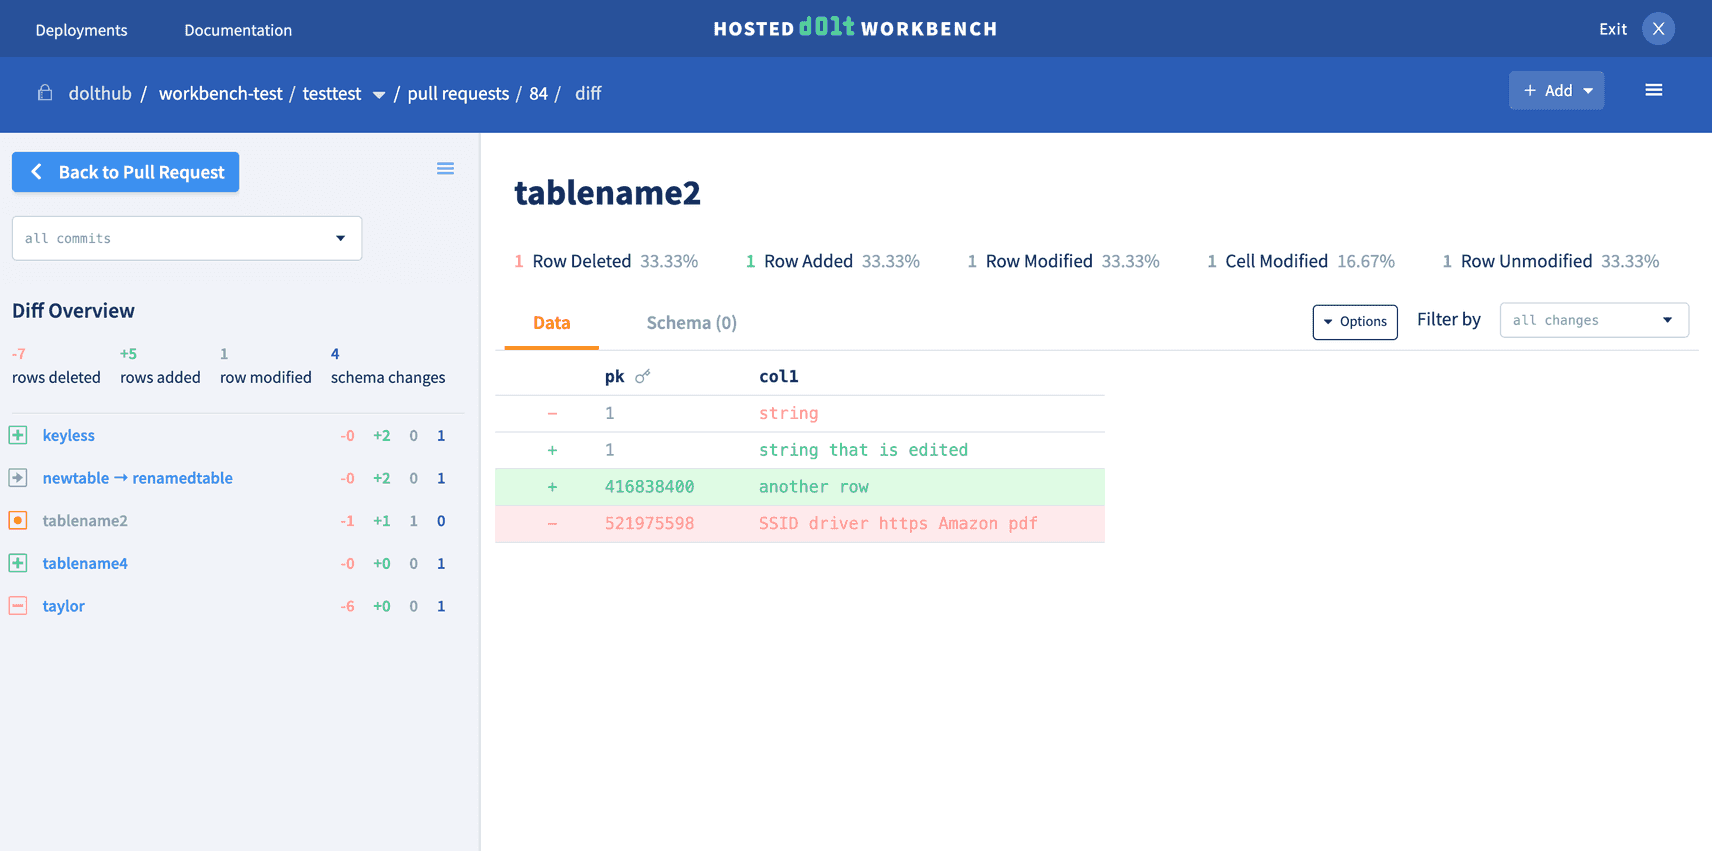 Deployments Documentation HOSTED dolt WORKBENCH Exit X
dolthub / workbench-test / testtest / pull requests / 84 / diff + Add
Back to Pull Request
all commits
Diff Overview
-7 +5 1 4
rows deleted rows added row modified schema changes
keyless -0 +2 0 1
newtable → renamedtable -0 +2 0 1
tablename2 -1 +1 1 0
tablename4 -0 +0 0 1
taylor -6 +0 0 1
tablename2
1 Row Deleted 33.33% 1 Row Added 33.33% 1 Row Modified 33.33% 1 Cell Modified 16.67% 1 Row Unmodified 33.33%
Data Schema (0) Options Filter by all changes
pk col1
- 1 string
+ 1 string that is edited
+ 416838400 another row
- 521975598 SSID driver https Amazon pdf